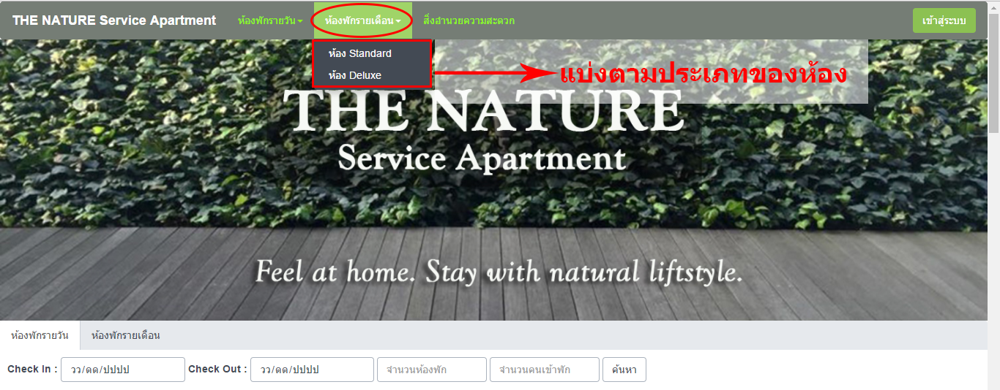 THE NATURE Service Apartment ห้องพักรายวัน ห้องพักรายเดือน สิ่งอำนวยความสะดวก เข้าสู่ระบบ
ห้อง Standard
ห้อง Deluxe
แบ่งตามประเภทของห้อง
THE NATURE
Service Apartment
Feel at home. Stay with natural liftstyle.
ห้องพักรายวัน ห้องพักรายเดือน
Check In : วว/ดด/ปปปป Check Out : วว/ดด/ปปปป จำนวนห้องพัก จำนวนคนเข้าพัก ค้นหา